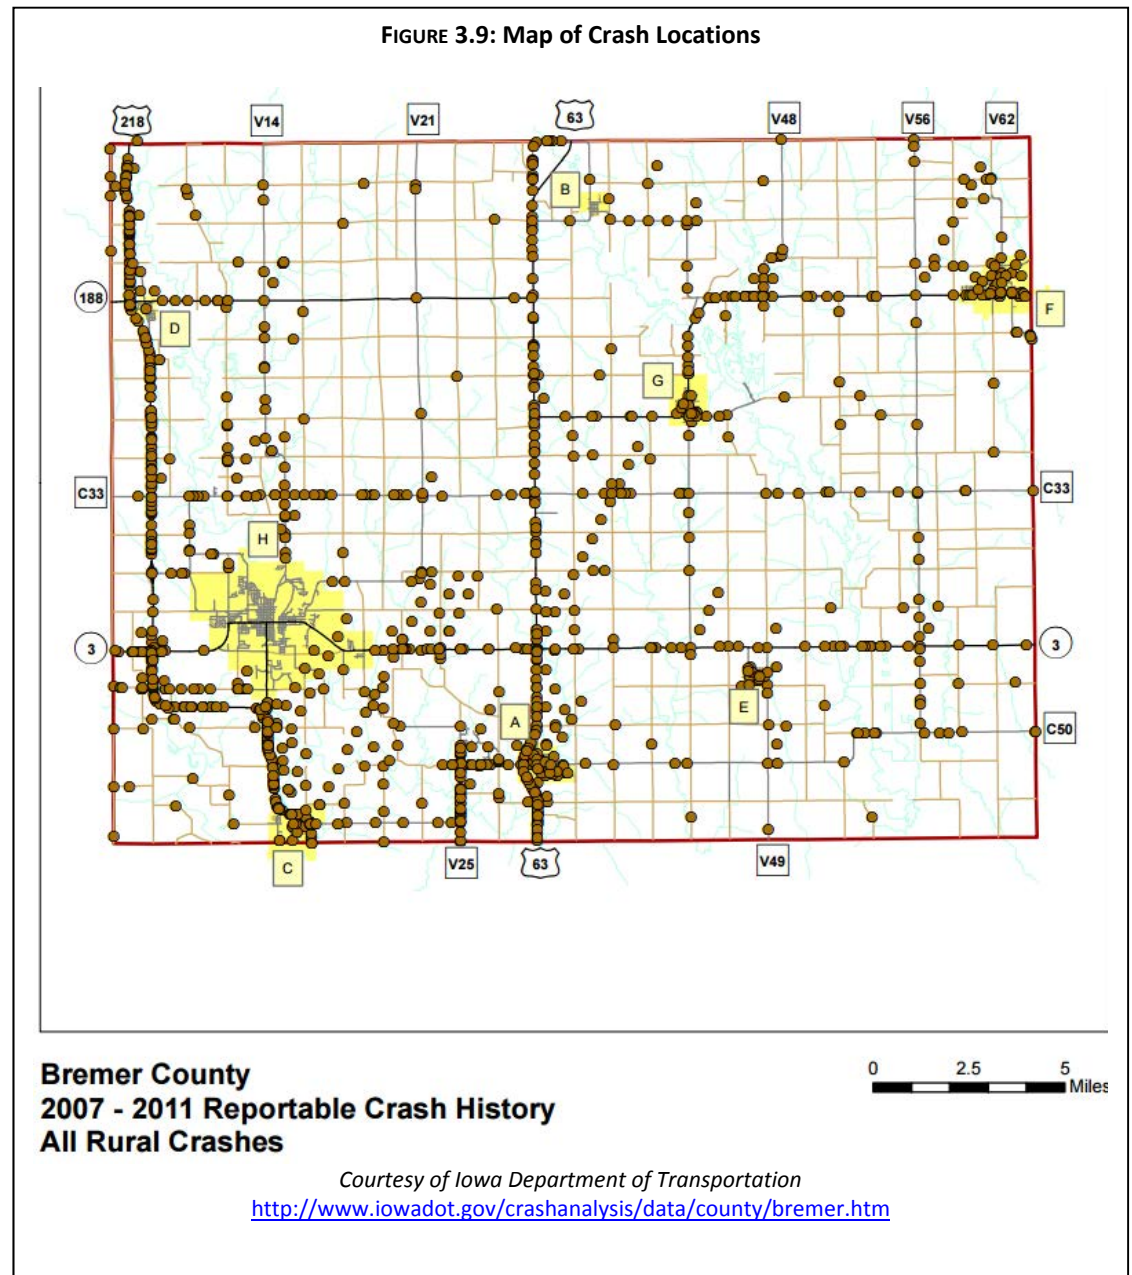 FIGURE 3.9: Map of Crash Locations
218
V14
V21
63
V48
V56
V62
B
188
D
F
G
C33
C33
H
3
3
E
A
C50
C
V25
63
V49
0 2.5 5
Miles
Bremer County
2007 - 2011 Reportable Crash History
All Rural Crashes
Courtesy of Iowa Department of Transportation
http://www.iowadot.gov/crashanalysis/data/county/bremer.htm